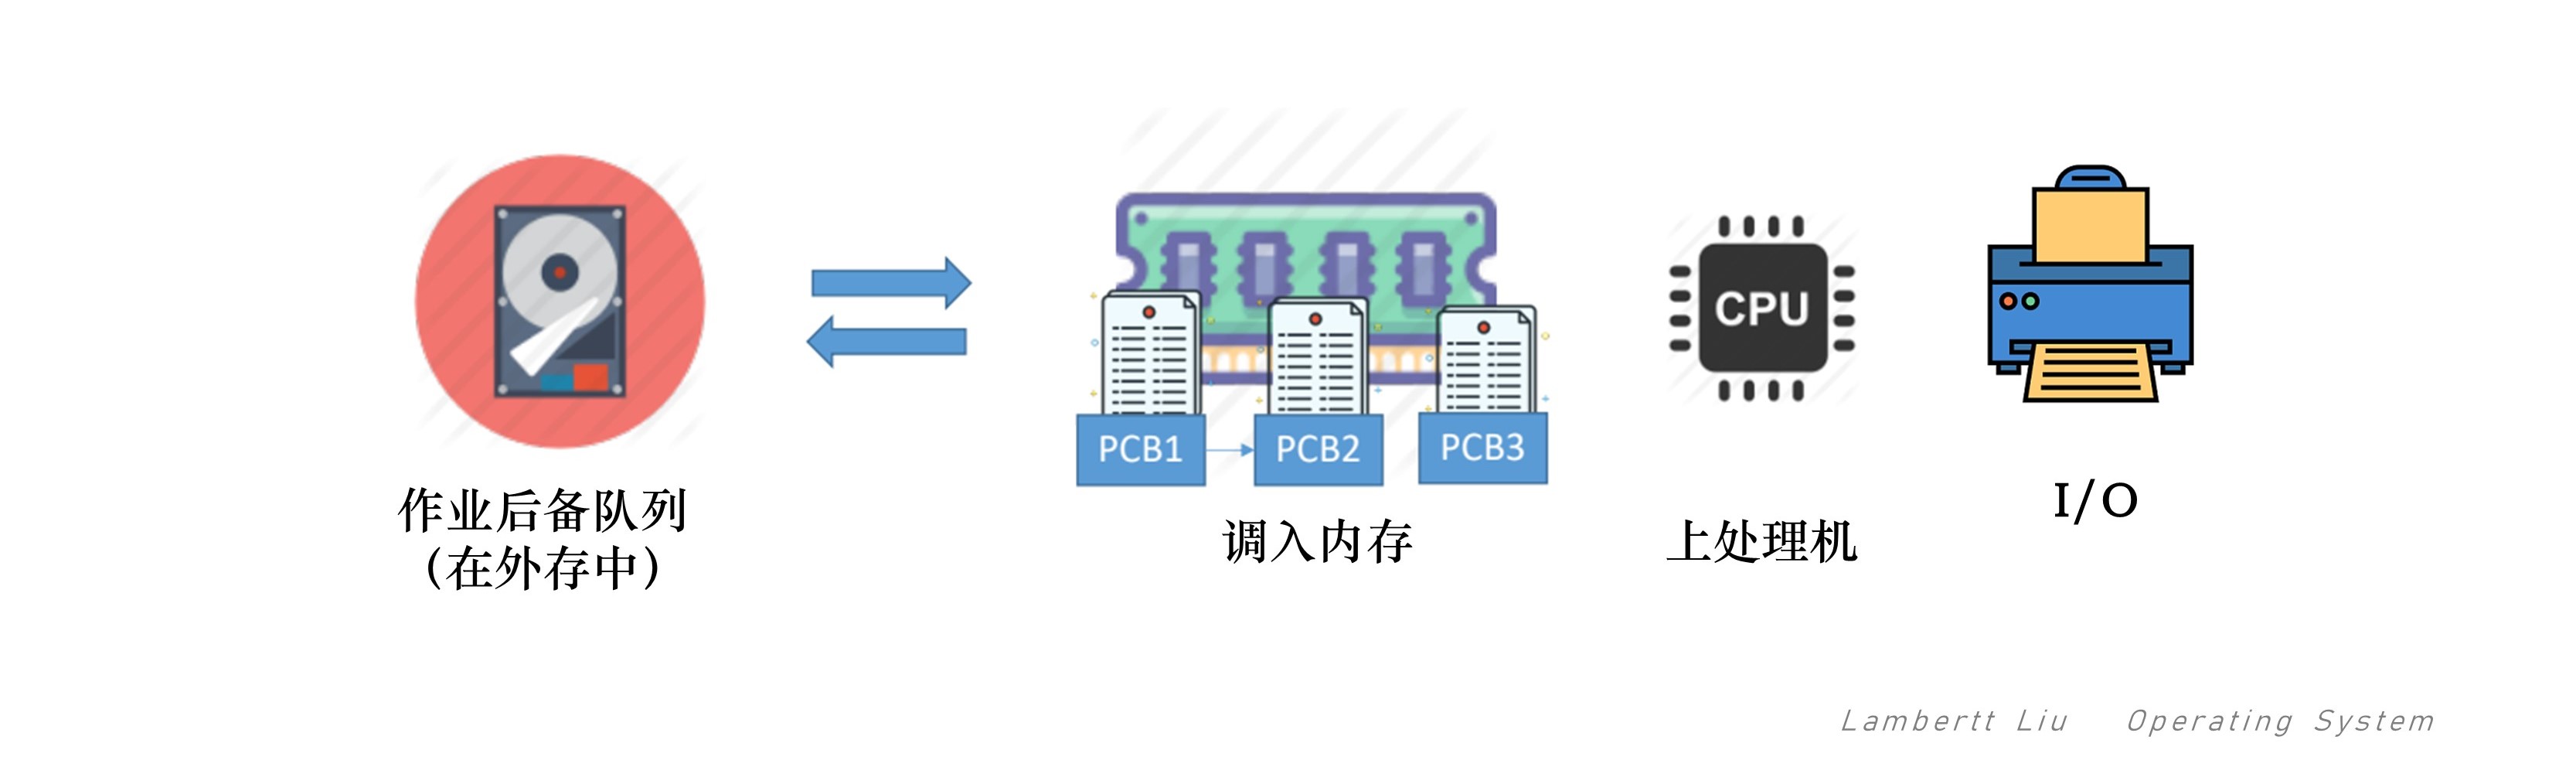 CPU
PCB1
PCB2
PCB3
作业后备队列
(在外存中)
调入内存
上处理机
I/O
Lambertt Liu Operating System